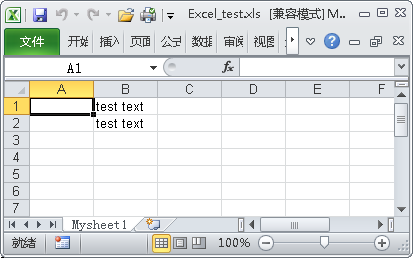 Excel_test.xls [兼容模式] M...
文件 开始 插入 页面 公式 数据 审阅 视图
A1 fx
A B C D E F
1 test text
2 test text
3
4
5
6
7
Mysheet1
就绪 100%